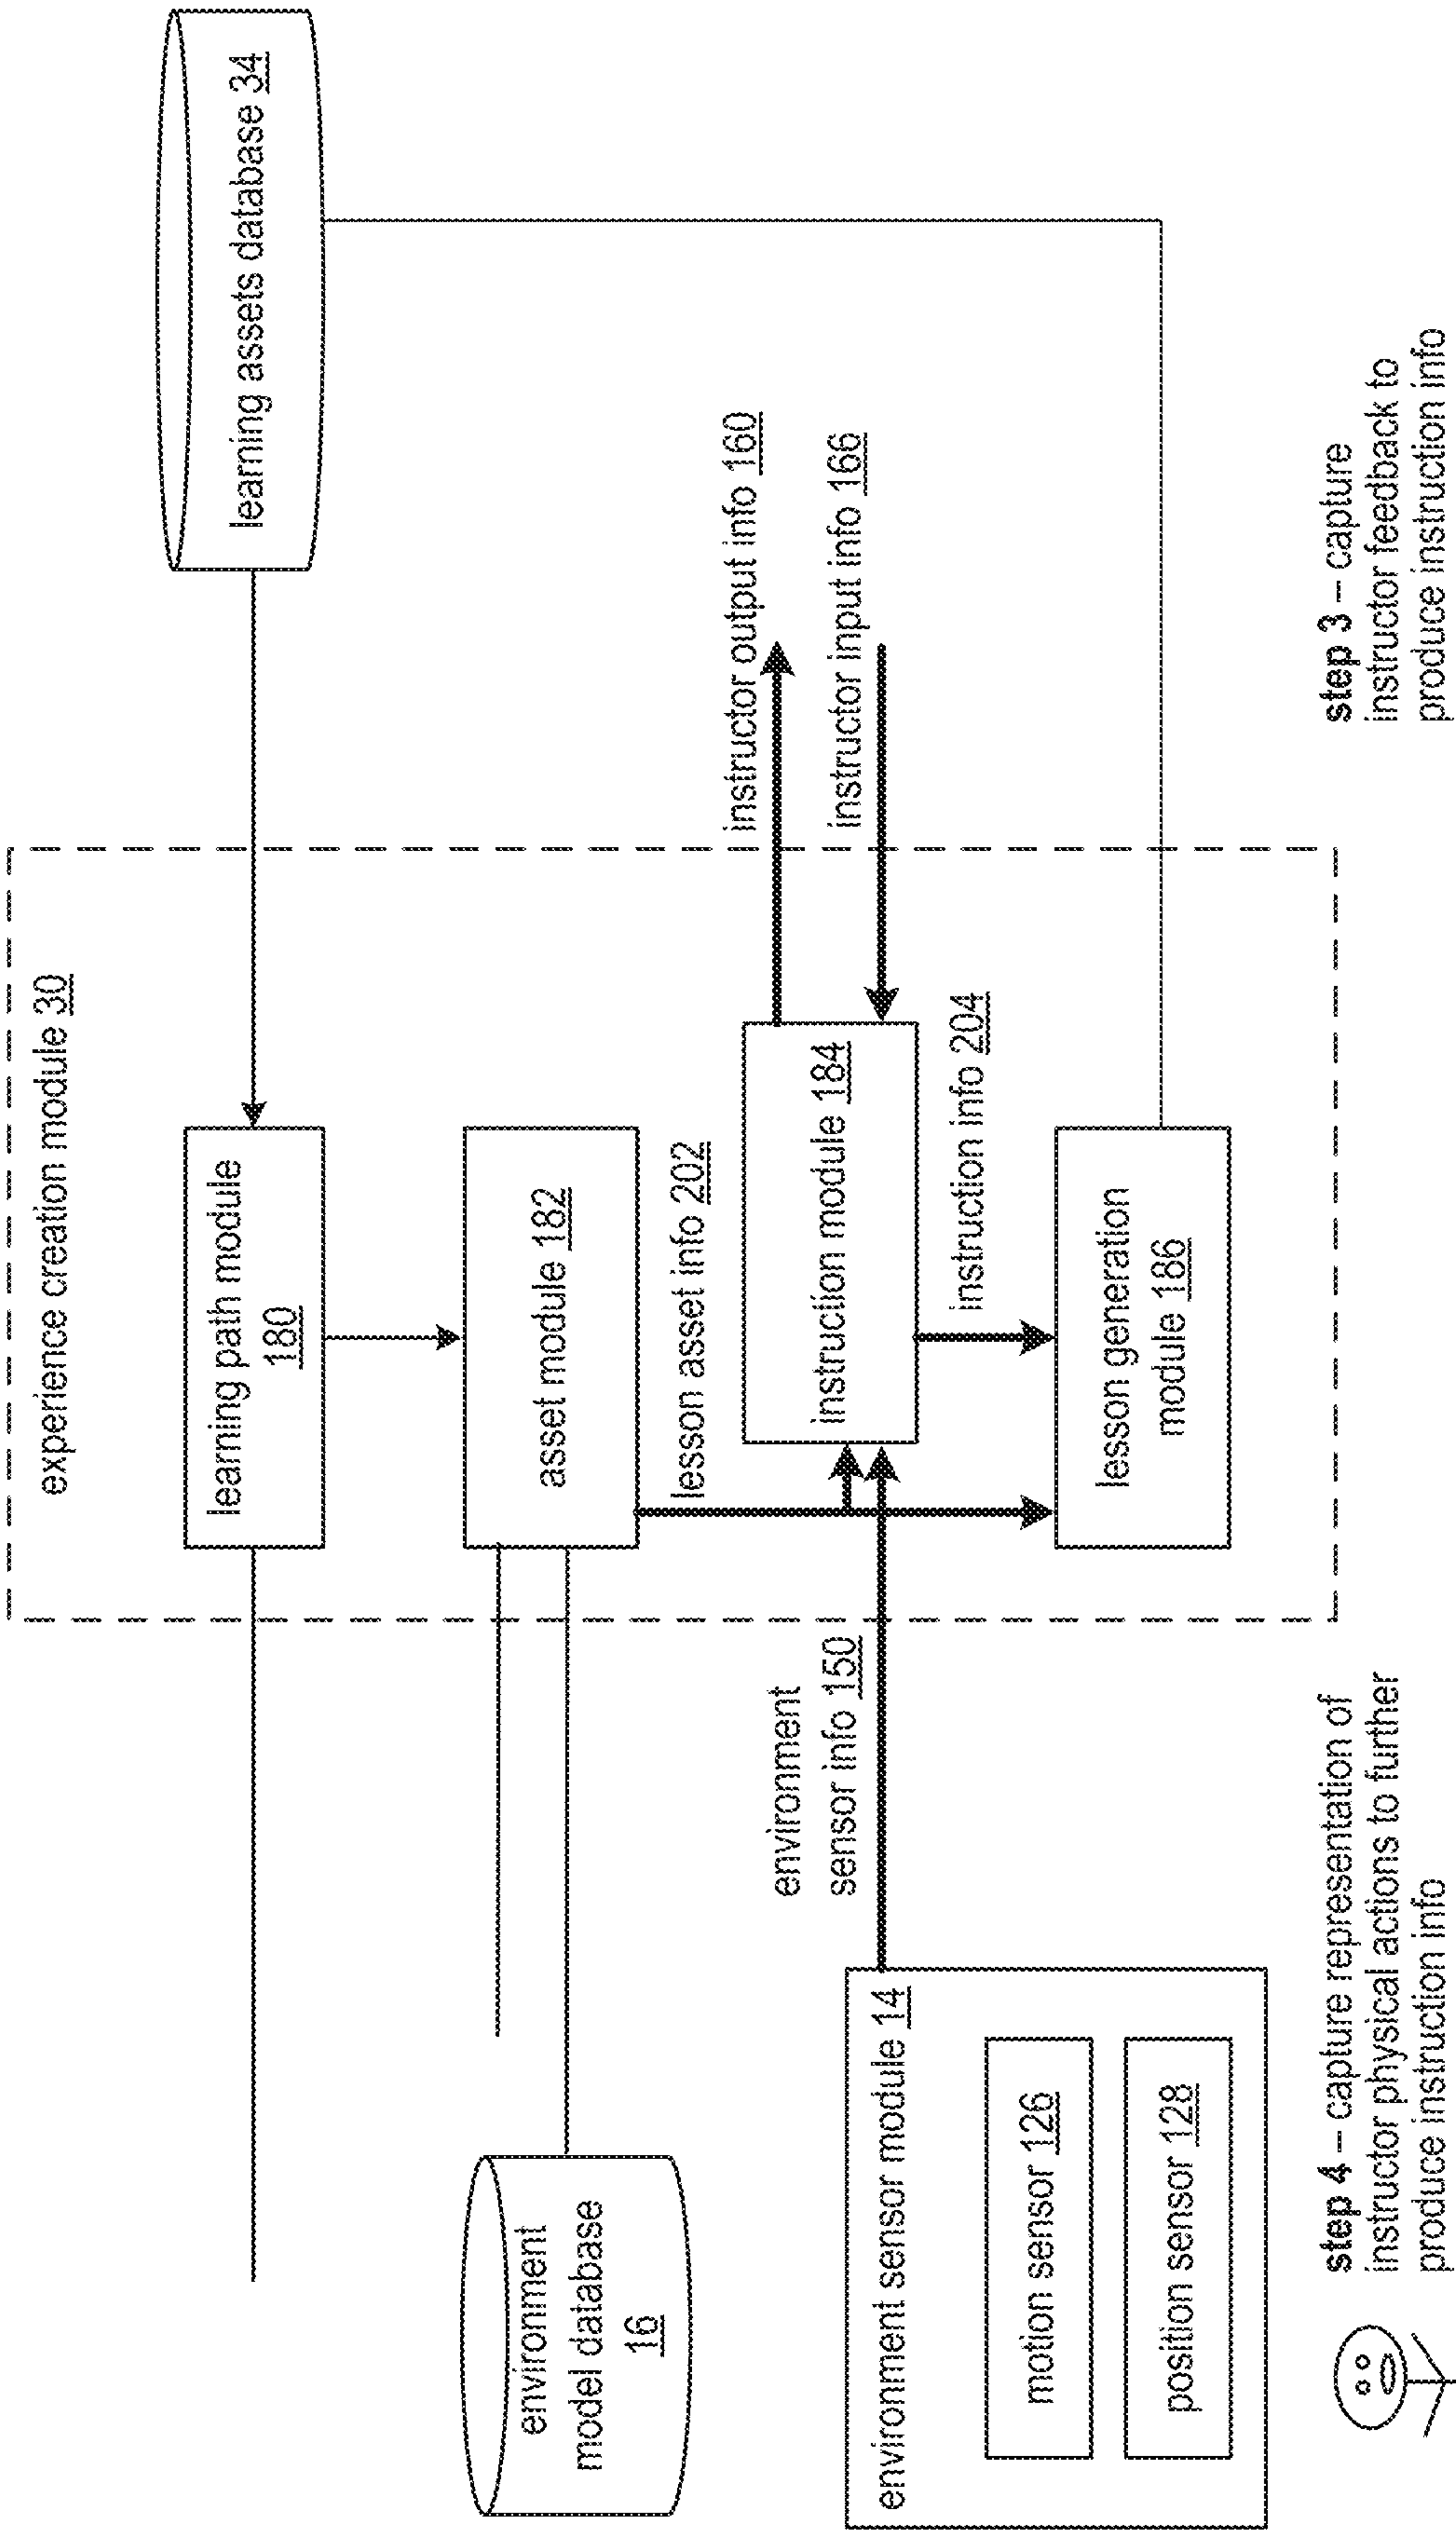 experience creation module 30
learning assets database 34
learning path module
180
environment
model database
16
asset module 182
lesson asset info 202
instructor output info 160
instructor input info 166
environment
sensor info 150
instruction module 184
instruction info 204
environment sensor module 14
motion sensor 126
position sensor 128
lesson generation
module 186
step 4 – capture representation of
instructor physical actions to further
produce instruction info
step 3 – capture
instructor feedback to
produce instruction info